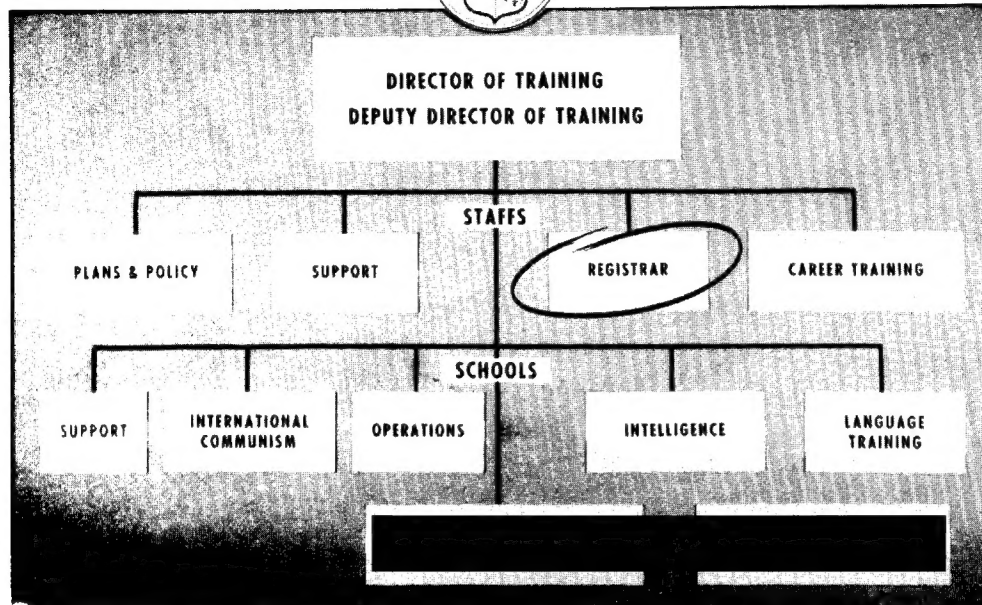 DIRECTOR OF TRAINING
DEPUTY DIRECTOR OF TRAINING
STAFFS
PLANS & POLICY
SUPPORT
REGISTRAR
CAREER TRAINING
SCHOOLS
SUPPORT
INTERNATIONAL
COMMUNISM
OPERATIONS
INTELLIGENCE
LANGUAGE
TRAINING